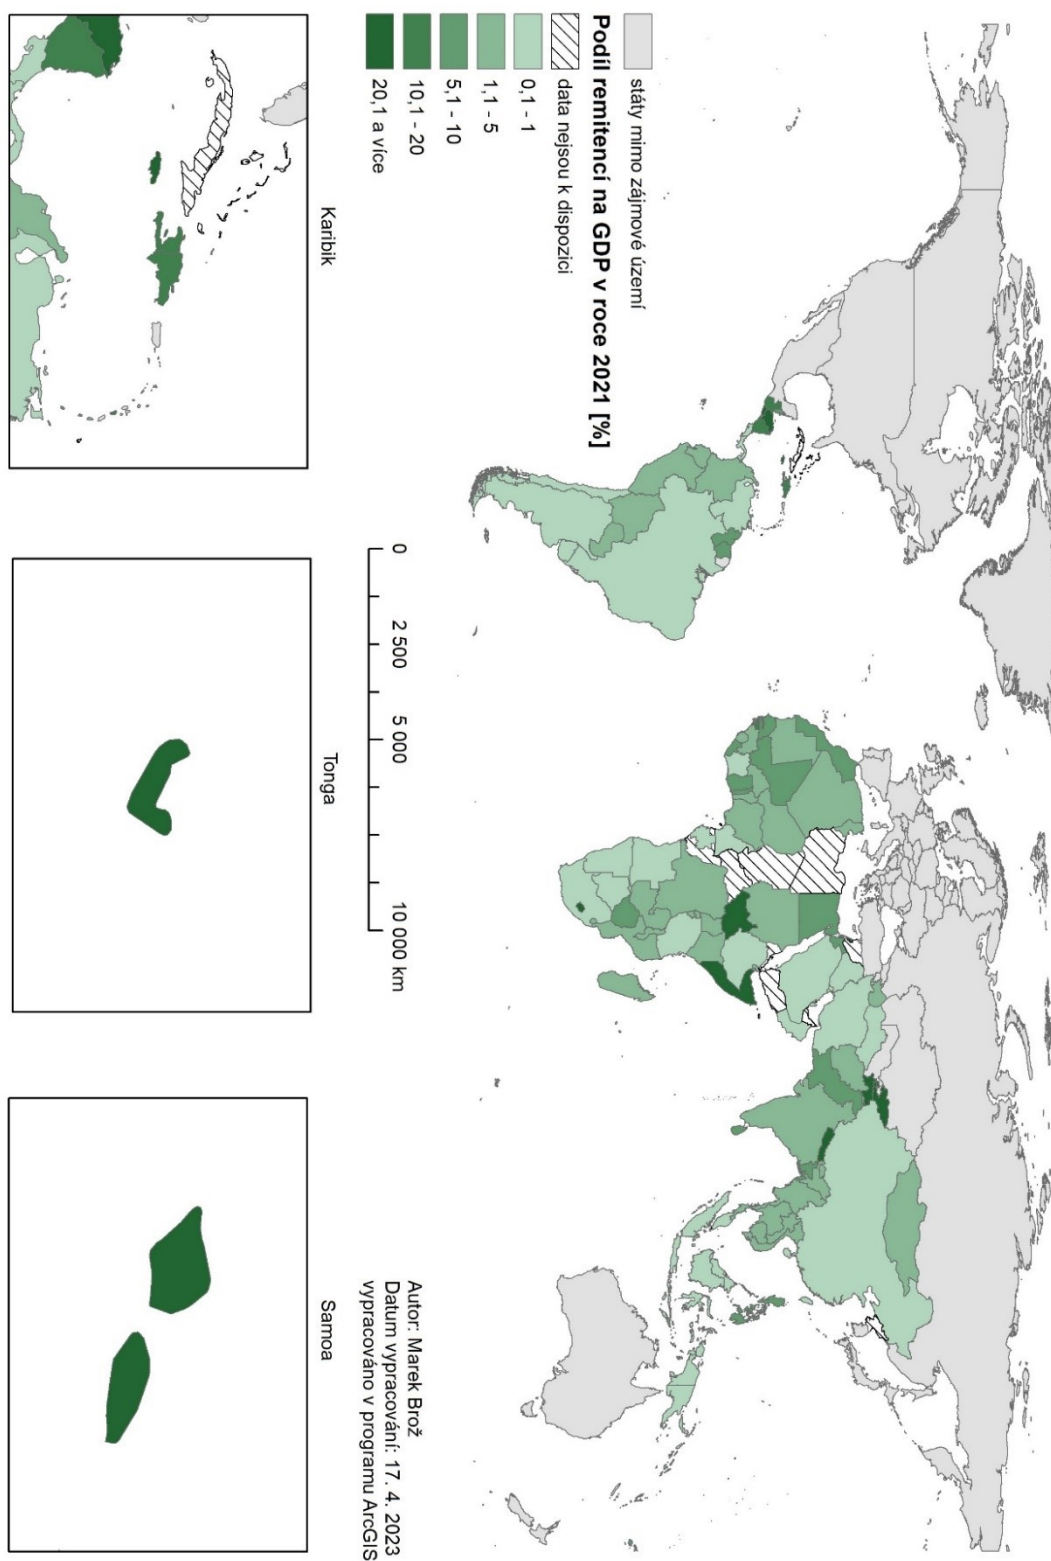 státy mimo zájmové území
Podíl remitencí na GDP v roce 2021 [%]
data nejsou k dispozici
0,1 - 1
1,1 - 5
5,1 - 10
10,1 - 20
20,1 a více
0
2 500
5 000
10 000 km
Autor: Marek Brož
Datum vypracování: 17. 4. 2023
vypracováno v programu ArcGIS
Karibik
Tonga
Samoa